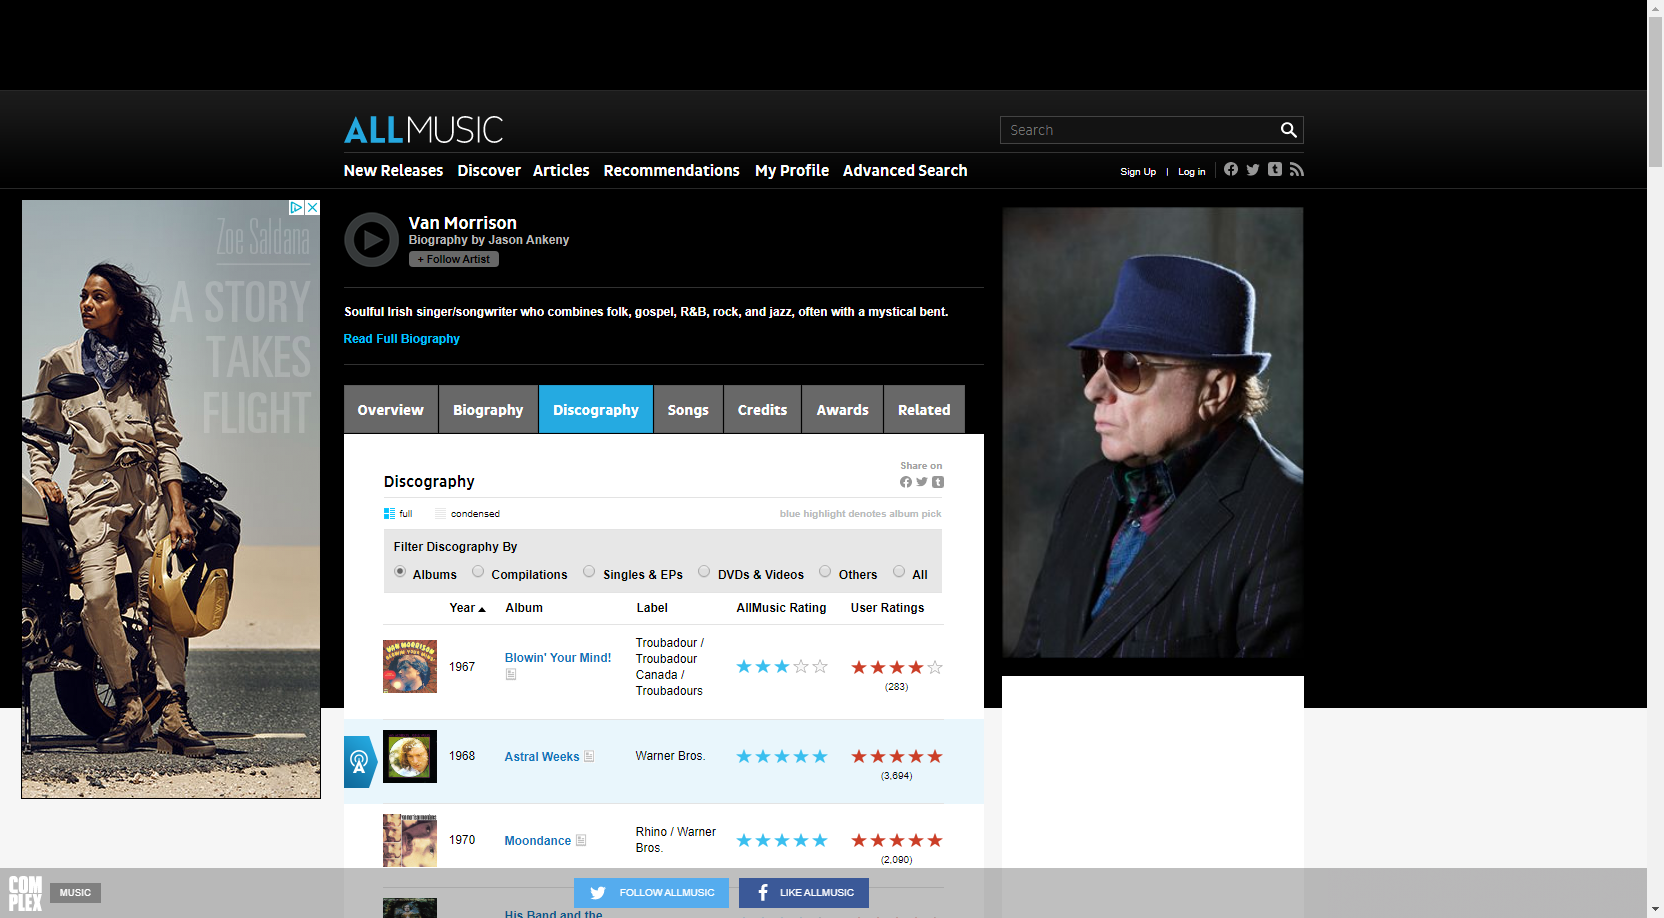 ALLMUSIC
Search
New Releases Discover Articles Recommendations My Profile Advanced Search
Sign Up | Log in
Zoe Saldana
A STORY
TAKES
FLIGHT
Van Morrison
Biography by Jason Ankeny
+ Follow Artist
Soulful Irish singer/songwriter who combines folk, gospel, R&B, rock, and jazz, often with a mystical bent.
Read Full Biography
Overview Biography Discography Songs Credits Awards Related
Share on
Discography
full condensed blue highlight denotes album pick
Filter Discography By
Albums Compilations Singles & EPs DVDs & Videos Others All
Year Album Label AllMusic Rating User Ratings
1967 Blowin' Your Mind!
Troubadour /
Troubadour
Canada /
Troubadours
(283)
1968 Astral Weeks Warner Bros.
(3,694)
1970 Moondance
Rhino / Warner
Bros.
(2,090)
His Band and the
COMPLEX
MUSIC
FOLLOW ALLMUSIC LIKE ALLMUSIC